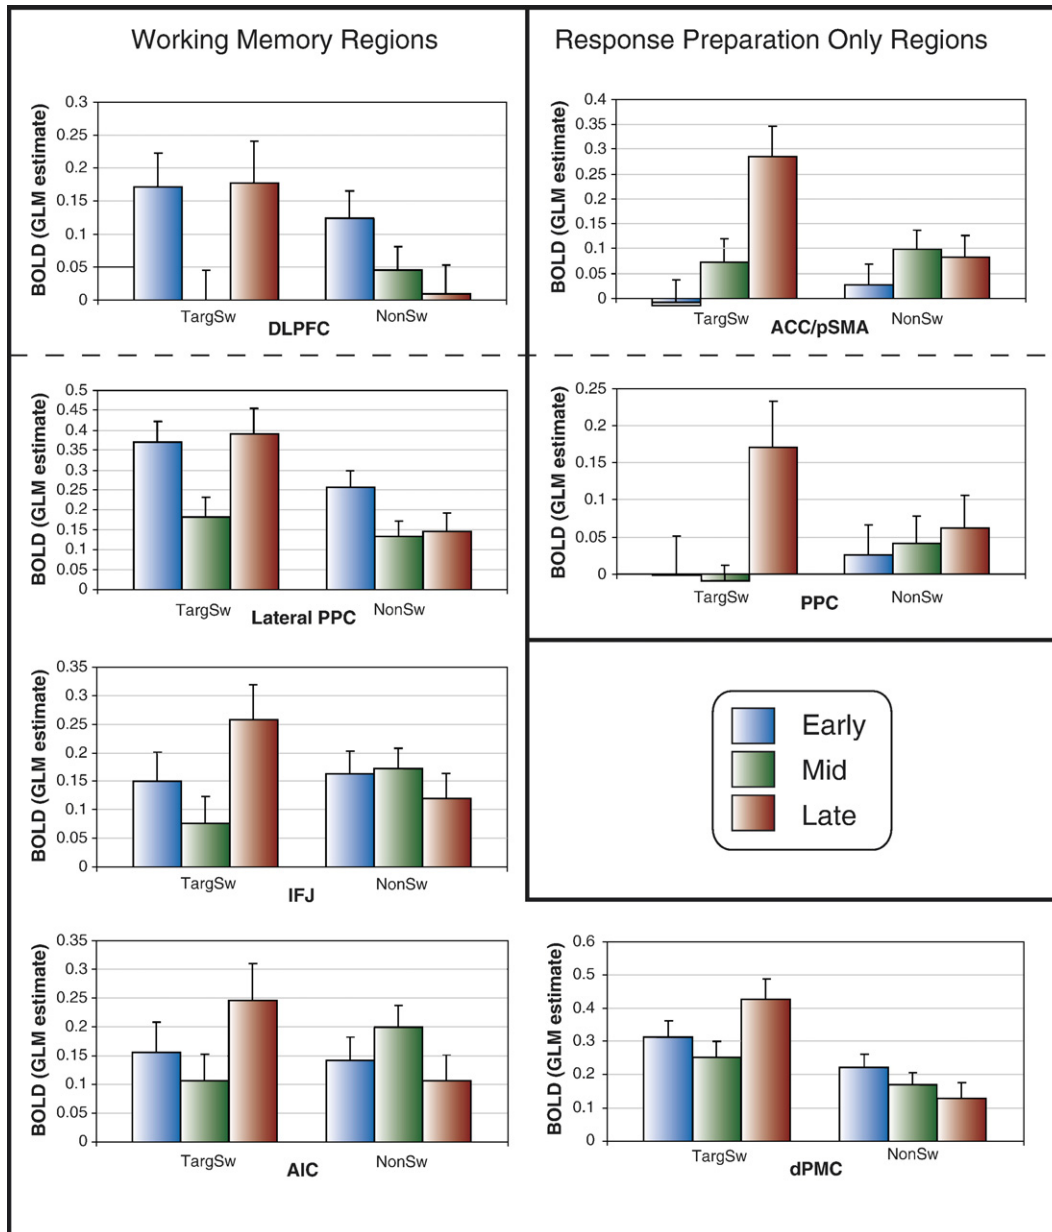 Working Memory Regions
Response Preparation Only Regions
BOLD (GLM estimate)
0.3
0.25
0.2
0.15
0.1
0.05
0
TargSw
NonSw
DLPFC
BOLD (GLM estimate)
0.4
0.35
0.3
0.25
0.2
0.15
0.1
0.05
0
TargSw
NonSw
ACC/pSMA
BOLD (GLM estimate)
0.5
0.45
0.4
0.35
0.3
0.25
0.2
0.15
0.1
0.05
0
TargSw
NonSw
Lateral PPC
BOLD (GLM estimate)
0.25
0.2
0.15
0.1
0.05
0
TargSw
NonSw
PPC
BOLD (GLM estimate)
0.35
0.3
0.25
0.2
0.15
0.1
0.05
0
TargSw
NonSw
IFJ
Early
Mid
Late
BOLD (GLM estimate)
0.35
0.3
0.25
0.2
0.15
0.1
0.05
0
TargSw
NonSw
AIC
BOLD (GLM estimate)
0.6
0.5
0.4
0.3
0.2
0.1
0
TargSw
NonSw
dPMC